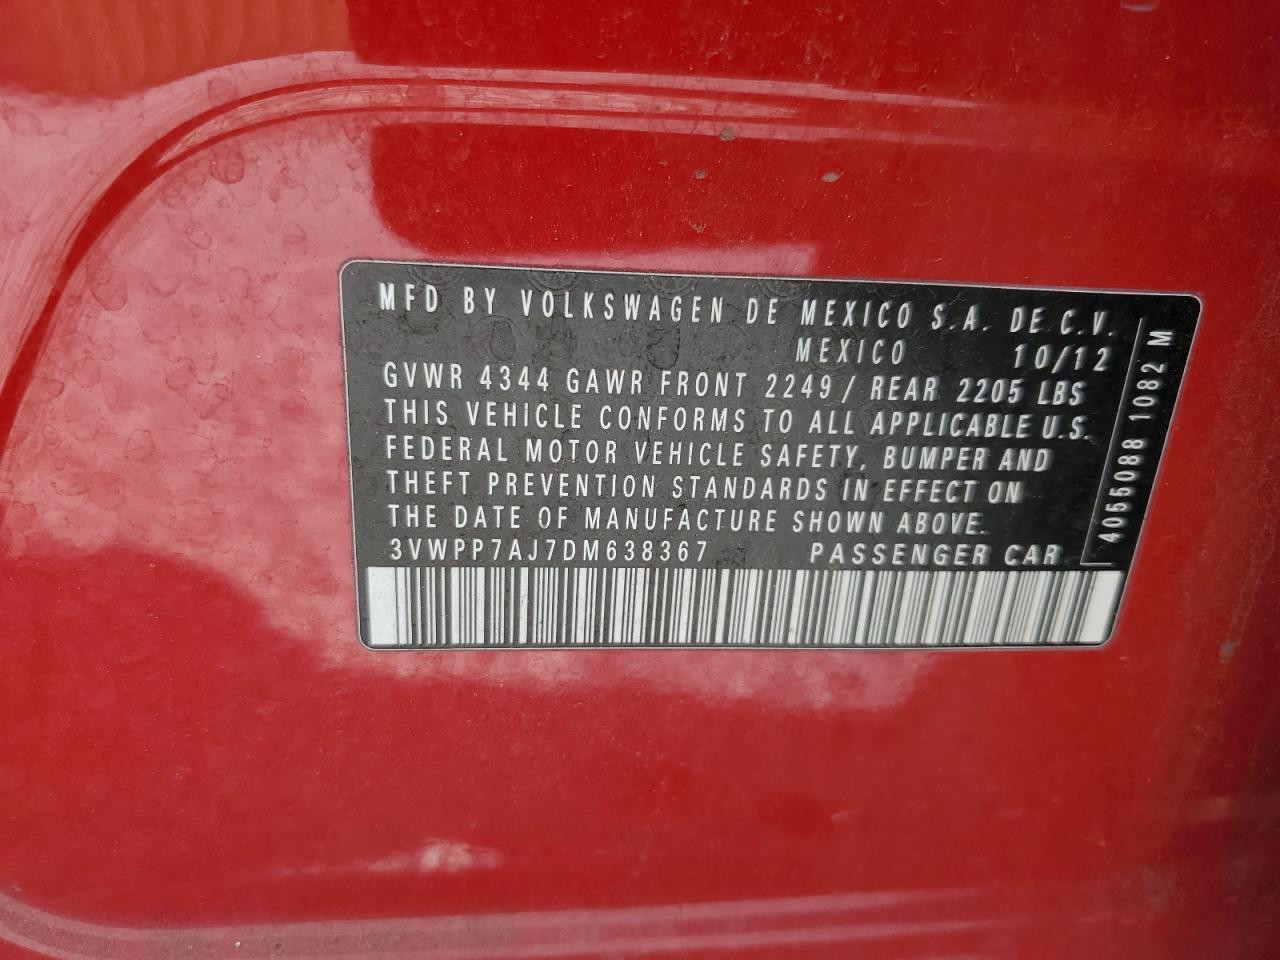 MFD BY VOLKSWAGEN DE MEXICO S.A. DE C.V.
MEXICO 10/12
GVWR 4344 GAWR FRONT 2249 / REAR 2205 LBS
THIS VEHICLE CONFORMS TO ALL APPLICABLE U.S.
FEDERAL MOTOR VEHICLE SAFETY, BUMPER AND
THEFT PREVENTION STANDARDS IN EFFECT ON
THE DATE OF MANUFACTURE SHOWN ABOVE.
3VWPP7AJ7DM638367 PASSENGER CAR
4055088 1082 M